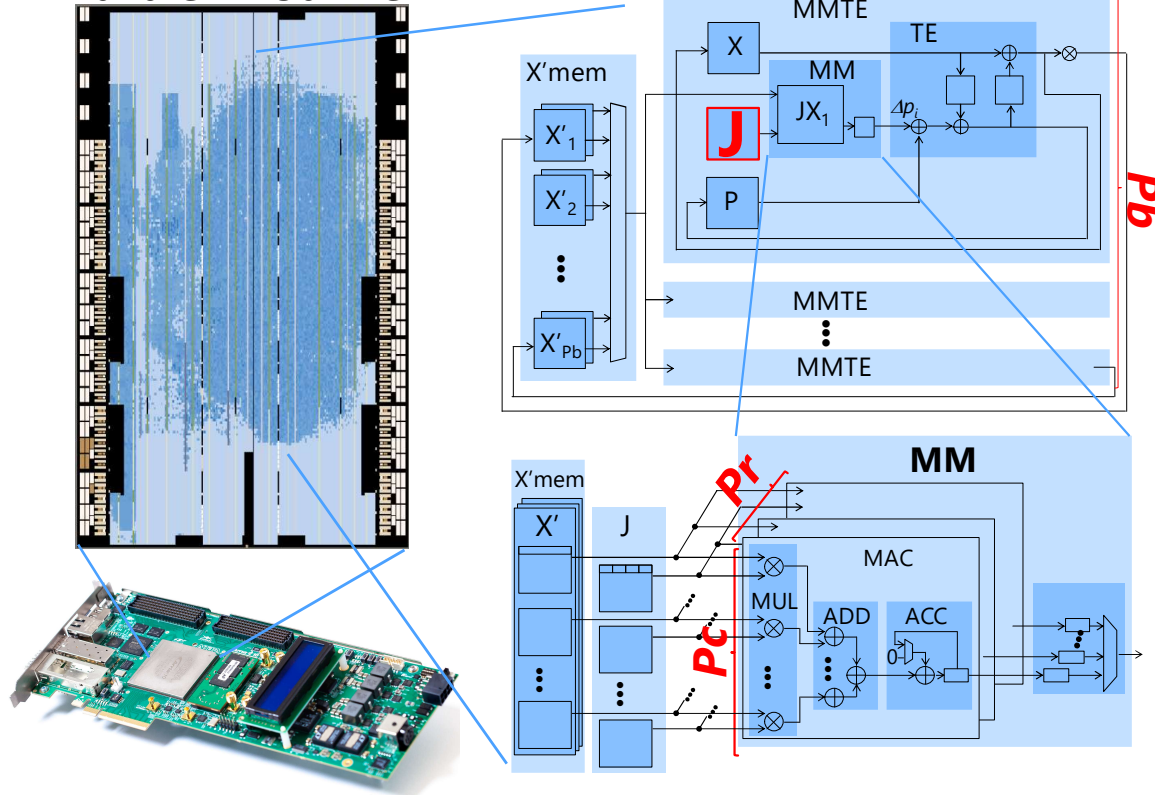 MMTE
TE
X
X'mem
MM
X'₁
JX₁
Δpᵢ
J
X'₂
P
Pb
MMTE
X'Pb
MMTE
MM
X'mem
Pr
X'
J
MAC
MUL
ADD
ACC
Pc
0